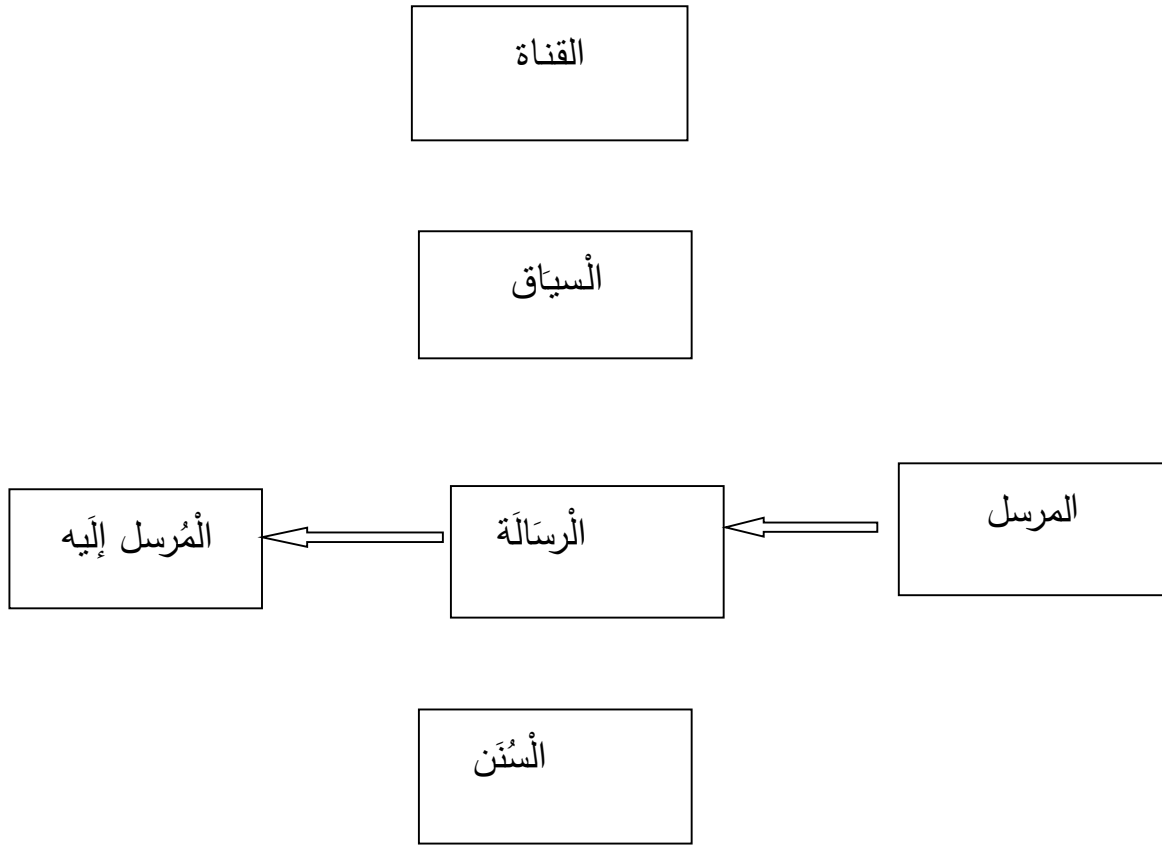 القناة
الْسيَاق
المرسل
الْرسَالَة
الْمُرسل إلَيه
الْسُنَن